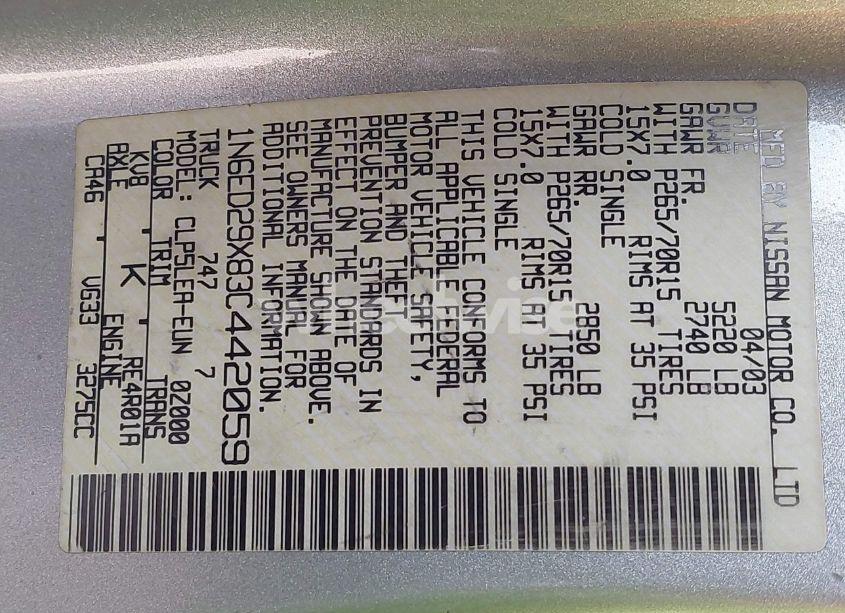 MFD BY NISSAN MOTOR CO., LTD
DATE 04/03
GVWR 5220 LB
GAWR FR. 2740 LB
WITH P265/70R15 TIRES
15X7.0 RIMS AT 35 PSI
COLD SINGLE
GAWR RR. 2850 LB
WITH P265/70R15 TIRES
15X7.0 RIMS AT 35 PSI
COLD SINGLE
THIS VEHICLE CONFORMS TO
ALL APPLICABLE FEDERAL
MOTOR VEHICLE SAFETY,
BUMPER AND THEFT
PREVENTION STANDARDS IN
EFFECT ON THE DATE OF
MANUFACTURE SHOWN ABOVE.
SEE OWNERS MANUAL FOR
ADDITIONAL INFORMATION.
1N6ED29X83C442059
TRUCK 747 7
MODEL: CLP5LEA-EUN 0Z000
COLOR TRIM TRANS
KV8 . K . RE4R01A
AXLE ENGINE
CA46 . VG33 3275CC